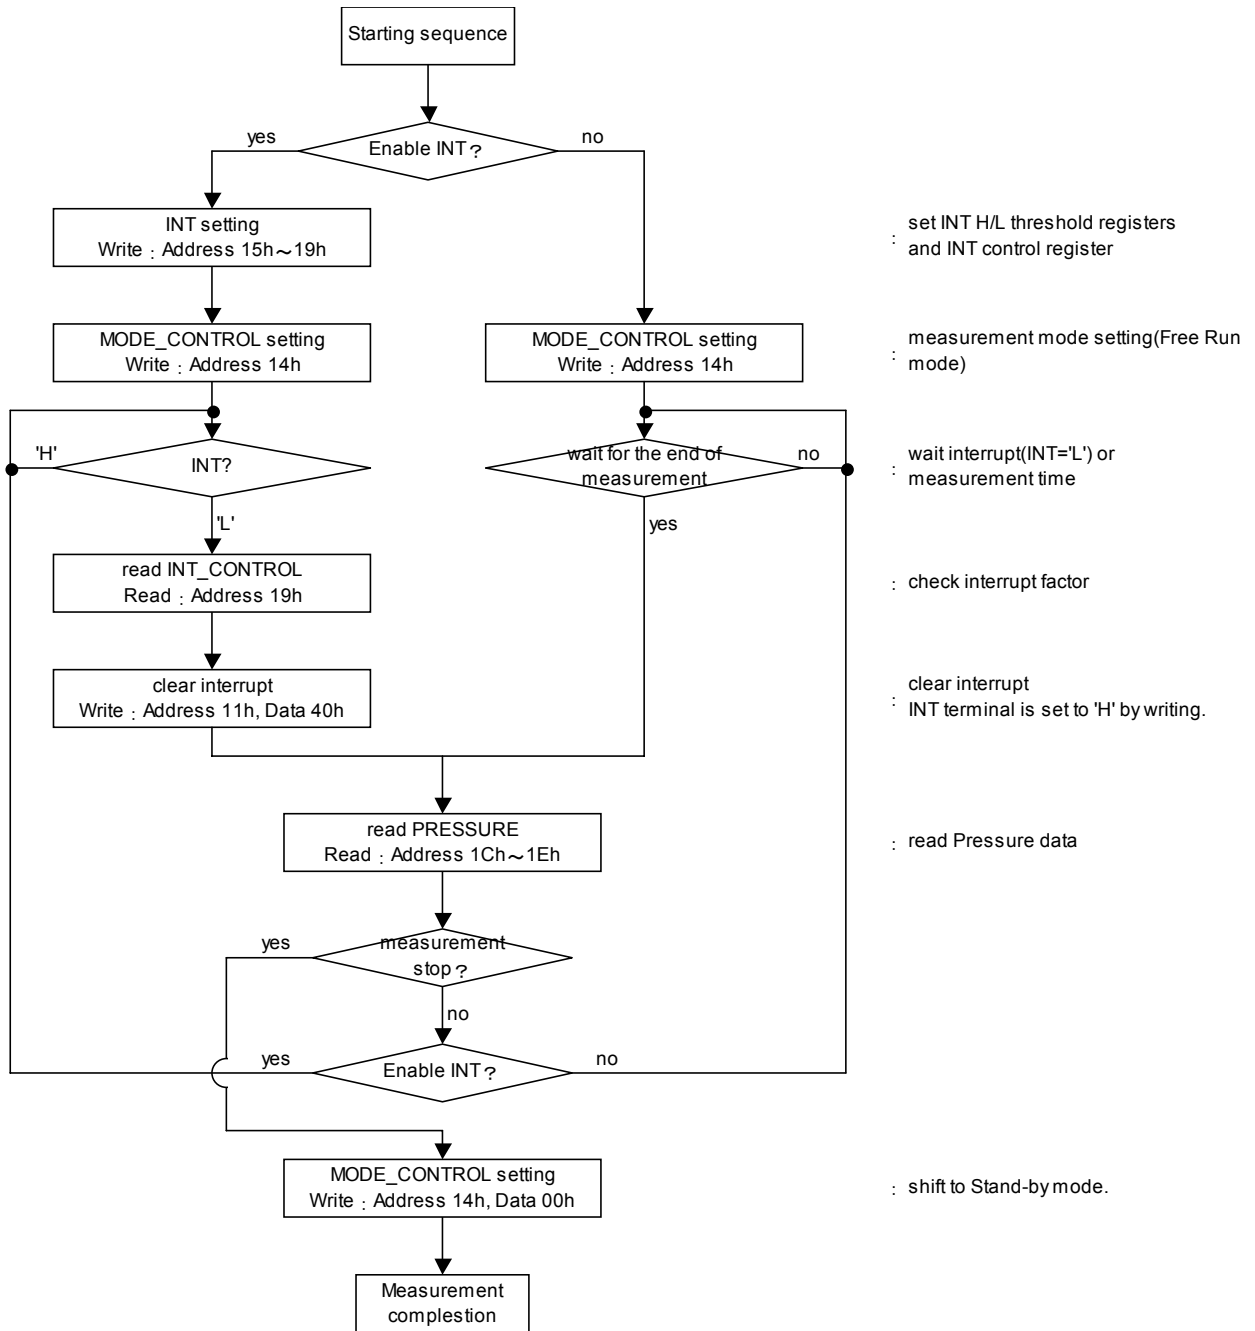 Starting sequence
yes
no
Enable INT？
INT setting
Write：Address 15h～19h
： set INT H/L threshold registers
and INT control register
MODE_CONTROL setting
Write：Address 14h
MODE_CONTROL setting
Write：Address 14h
： measurement mode setting(Free Run
mode)
'H'
INT?
wait for the end of
measurement
no
： wait interrupt(INT='L') or
measurement time
'L'
yes
read INT_CONTROL
Read：Address 19h
： check interrupt factor
clear interrupt
Write：Address 11h, Data 40h
： clear interrupt
INT terminal is set to 'H' by writing.
read PRESSURE
Read：Address 1Ch～1Eh
： read Pressure data
yes
measurement
stop？
no
yes
Enable INT？
no
MODE_CONTROL setting
Write：Address 14h, Data 00h
： shift to Stand-by mode.
Measurement
complestion